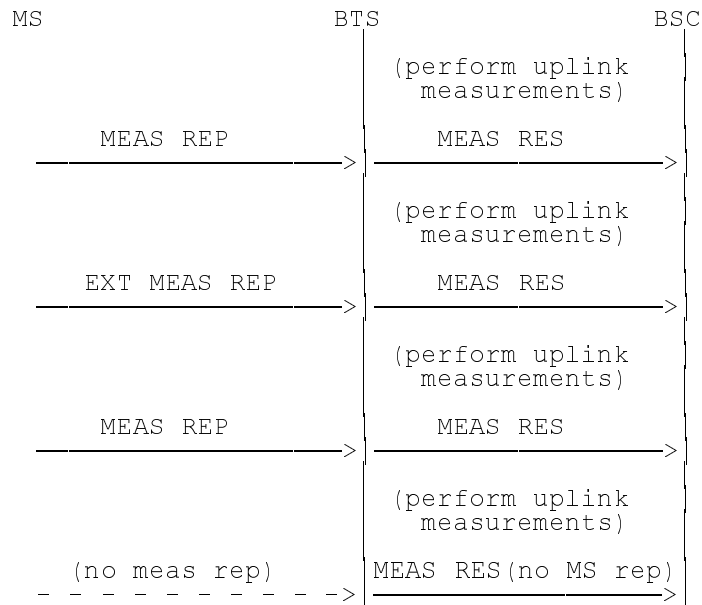 MS BTS BSC
(perform uplink
measurements)
MEAS REP MEAS RES
(perform uplink
measurements)
EXT MEAS REP MEAS RES
(perform uplink
measurements)
MEAS REP MEAS RES
(perform uplink
measurements)
(no meas rep) MEAS RES(no MS rep)